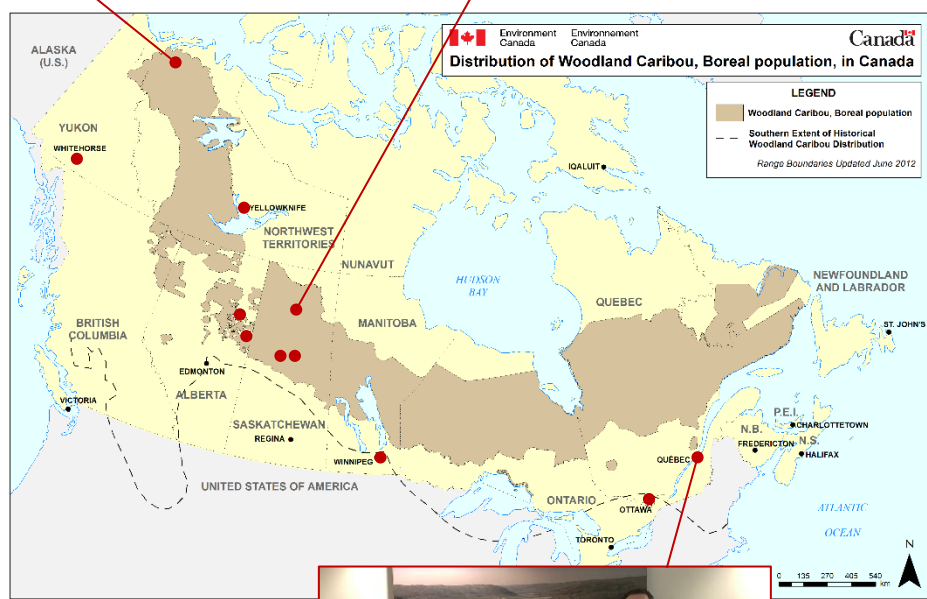 Environment Canada
Environnement Canada
Canada
Distribution of Woodland Caribou, Boreal population, in Canada
LEGEND
Woodland Caribou, Boreal population
Southern Extent of Historical
Woodland Caribou Distribution
Range Boundaries Updated June 2012
ALASKA
(U.S.)
YUKON
WHITEHORSE
IQALUIT
YELLOWKNIFE
NORTHWEST
TERRITORIES
NUNAVUT
HUDSON
BAY
QUEBEC
NEWFOUNDLAND
AND LABRADOR
BRITISH
COLUMBIA
MANITOBA
ST. JOHN'S
EDMONTON
ALBERTA
VICTORIA
SASKATCHEWAN
REGINA
WINNIPEG
P.E.I.
CHARLOTTETOWN
N.B.
N.S.
FREDERICTON
HALIFAX
QUÉBEC
UNITED STATES OF AMERICA
ONTARIO
OTTAWA
TORONTO
ATLANTIC
OCEAN
N
0 135 270 405 540
km